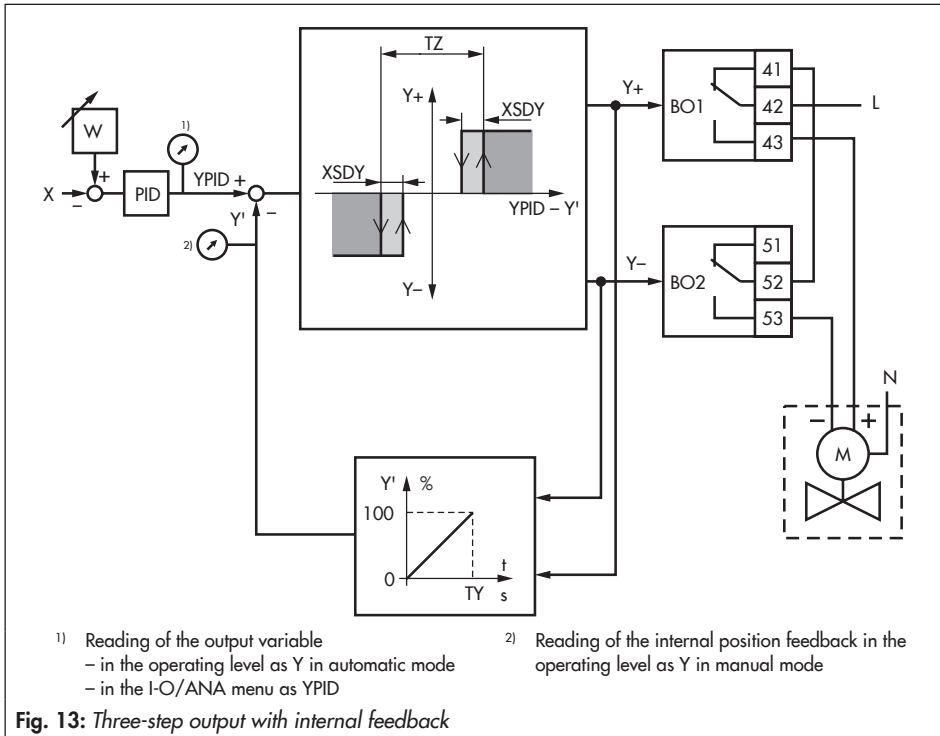 TZ
Y+
XSDY
XSDY
YPID – Y'
Y–
W
+
X
–
PID
1)
YPID +
Y'
–
2)
Y+
BO1
41
42
43
L
Y–
BO2
51
52
53
N
– +
M
Y' %
100
0
t
TY s
1) Reading of the output variable
– in the operating level as Y in automatic mode
– in the I-O/ANA menu as YPID
2) Reading of the internal position feedback in the
operating level as Y in manual mode
Fig. 13: Three-step output with internal feedback